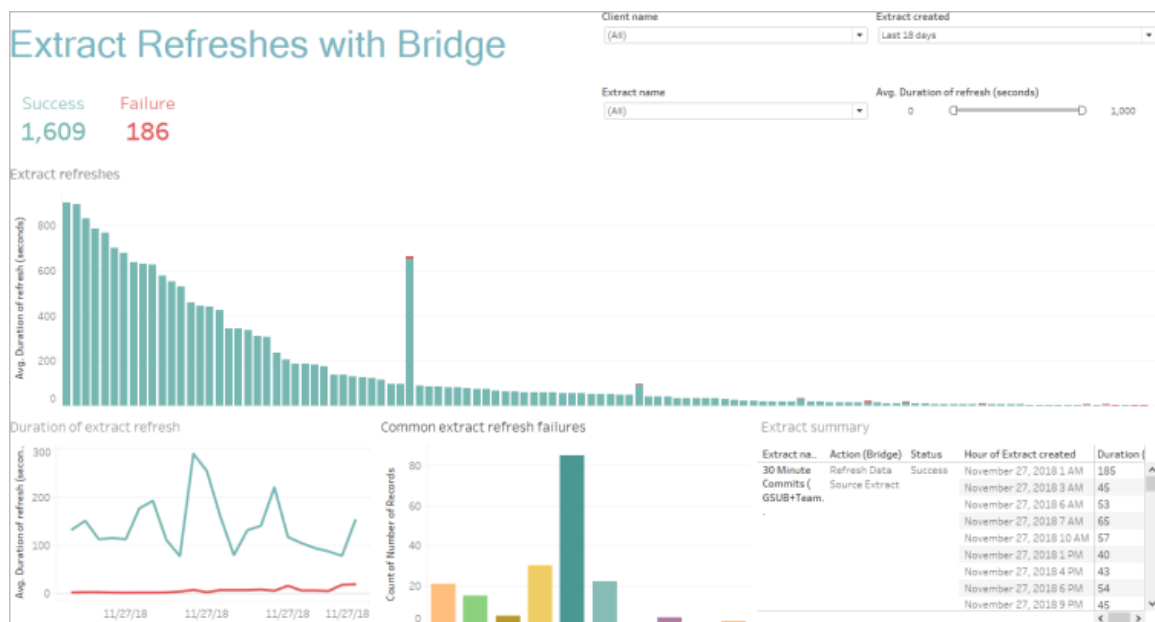 Extract Refreshes with Bridge
Client name
(All)
Extract created
Last 18 days
Extract name
(All)
Avg. Duration of refresh (seconds)
0
1,000
Success
1,609
Failure
186
Extract refreshes
Avg. Duration of refresh (seconds)
800
600
400
200
0
Duration of extract refresh
Avg. Duration of refresh (secon..
300
200
100
0
11/27/18 11/27/18 11/27/18 11/27/18
Common extract refresh failures
Count of Number of Records
80
60
40
20
0
Extract summary
Extract na.. Action (Bridge) Status Hour of Extract created Duration (
30 Minute Refresh Data Success November 27, 2018 1 AM 185
Commits ( Source Extract November 27, 2018 3 AM 45
GSUB+Team. November 27, 2018 6 AM 53
. November 27, 2018 7 AM 65
November 27, 2018 10 AM 57
November 27, 2018 1 PM 40
November 27, 2018 4 PM 43
November 27, 2018 6 PM 54
November 27, 2018 9 PM 45